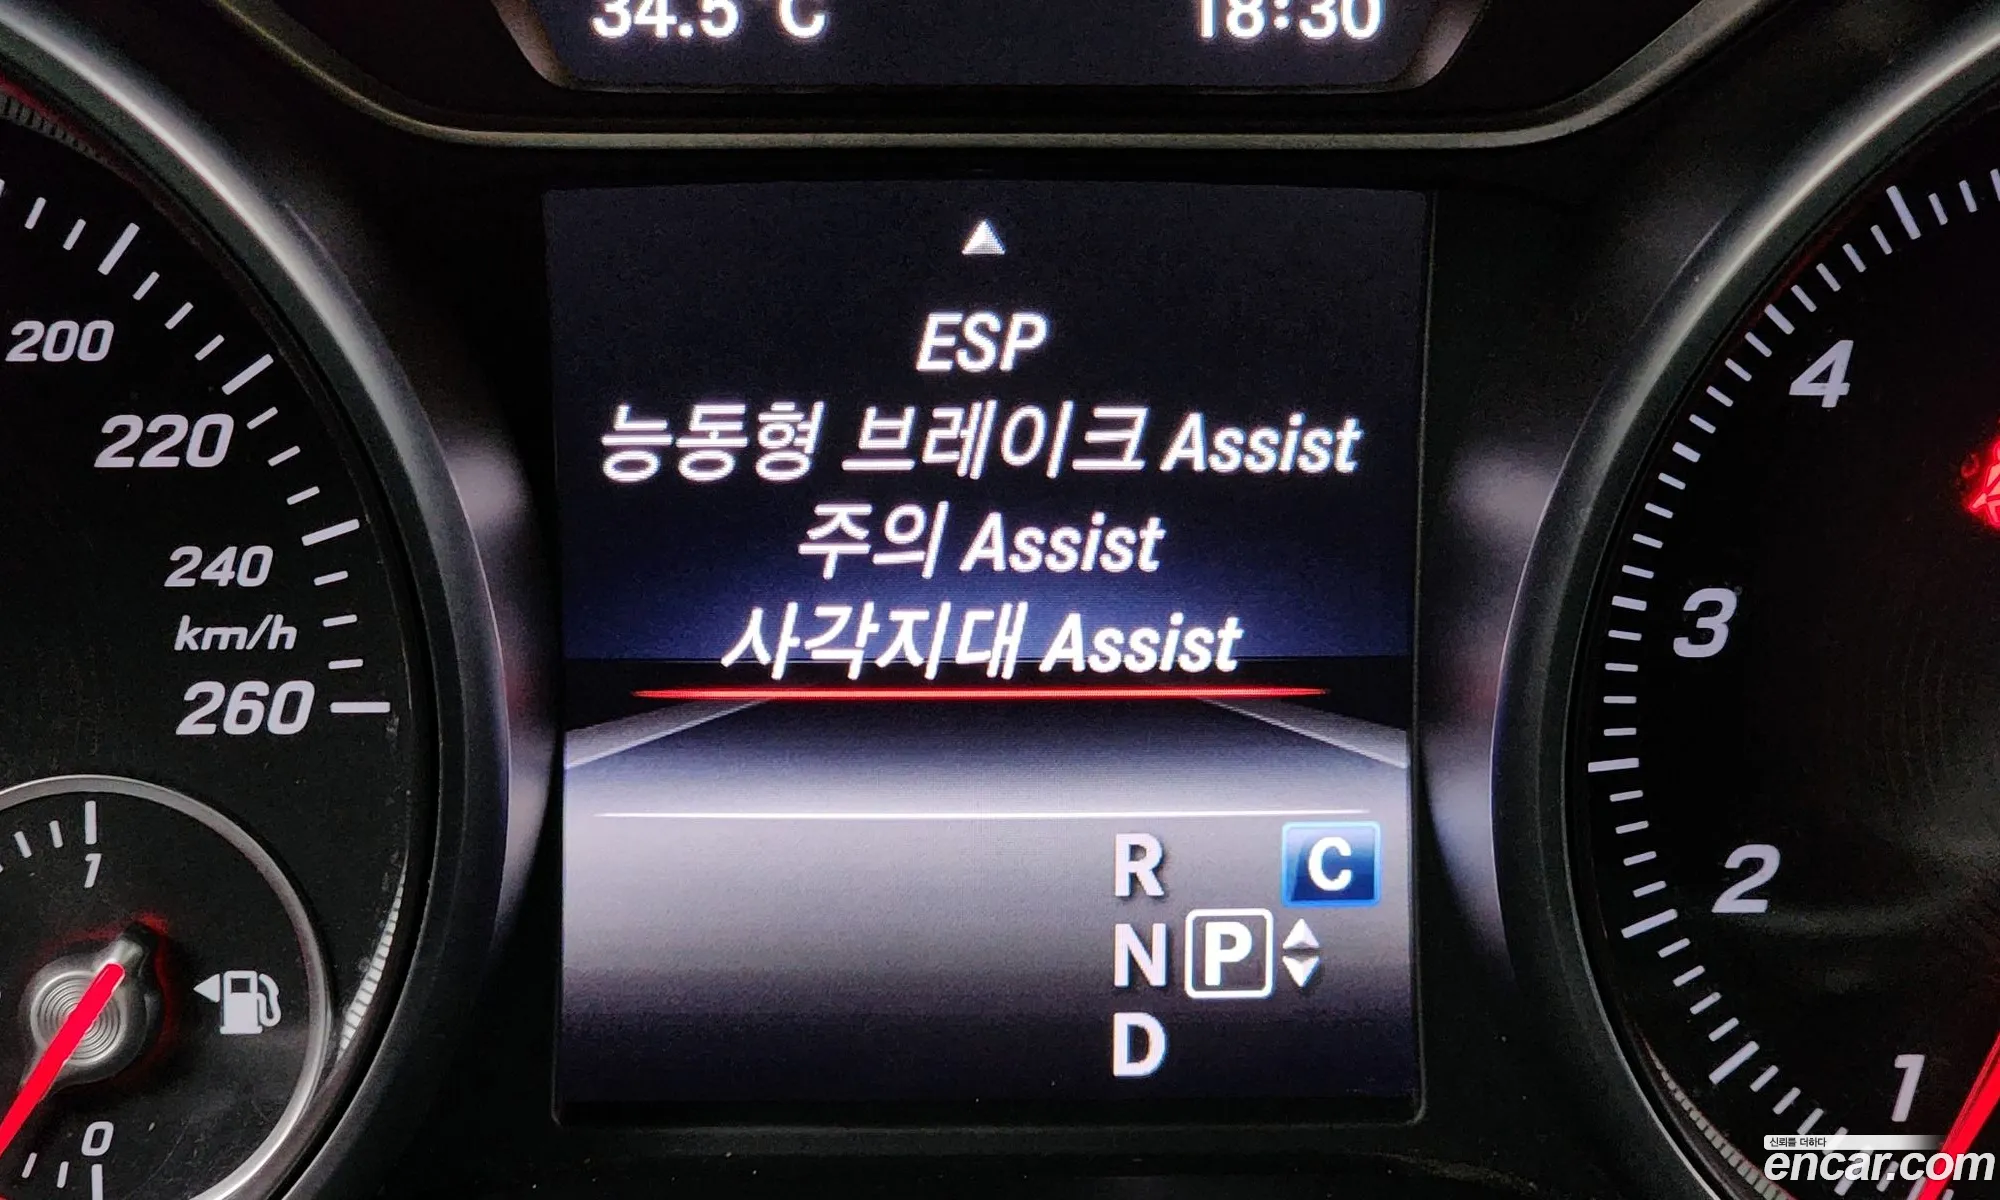 34.5 °C
18:30
ESP
능동형 브레이크 Assist
주의 Assist
사각지대 Assist
R
C
N P
D
200
220
240
km/h
260
1
0
4
3
2
1
신뢰를 더하다
encar.com